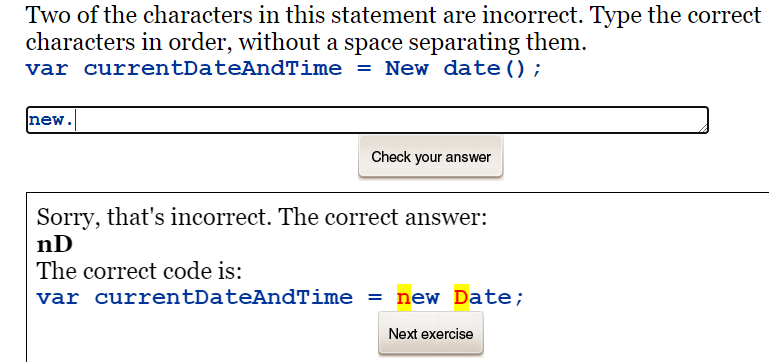 Two of the characters in this statement are incorrect. Type the correct
characters in order, without a space separating them.
var currentDateAndTime = New date();
new.
Check your answer
Sorry, that's incorrect. The correct answer:
nD
The correct code is:
var currentDateAndTime = new Date;
Next exercise